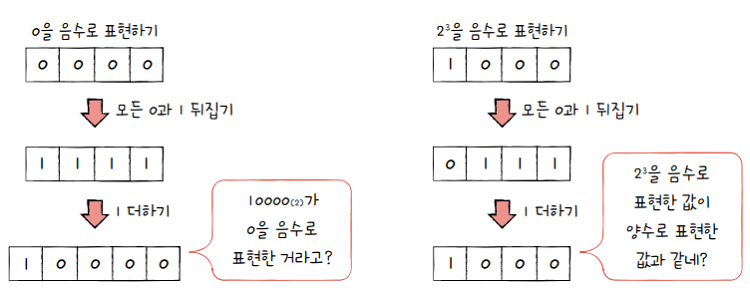 0을 음수로 표현하기
0 0 0 0
모든 0과 1 뒤집기
1 1 1 1
1 더하기
1 0 0 0 0
10000(2)가
0을 음수로
표현한 거라고?
2³을 음수로 표현하기
1 0 0 0
모든 0과 1 뒤집기
0 1 1 1
1 더하기
1 0 0 0
2³을 음수로
표현한 값이
양수로 표현한
값과 같네?